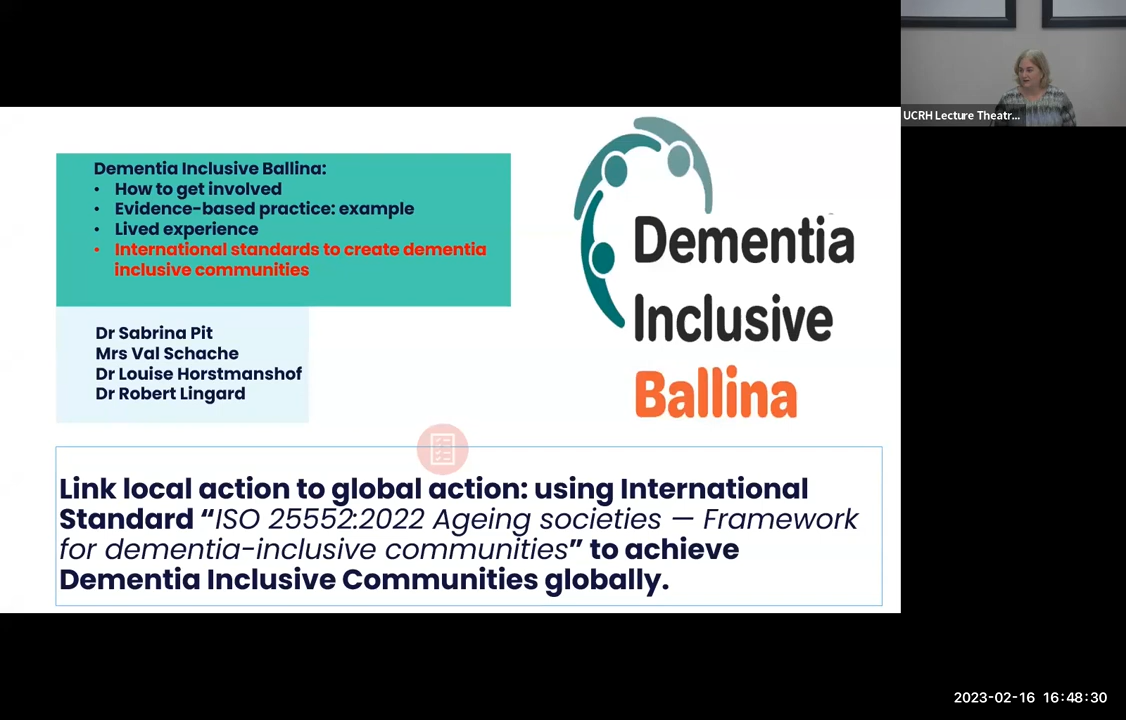 UCRH Lecture Theatr...
Dementia Inclusive Ballina:
• How to get involved
• Evidence-based practice: example
• Lived experience
• International standards to create dementia
inclusive communities
Dr Sabrina Pit
Mrs Val Schache
Dr Louise Horstmanshof
Dr Robert Lingard
Dementia
Inclusive
Ballina
Link local action to global action: using International
Standard “ISO 25552:2022 Ageing societies — Framework
for dementia-inclusive communities” to achieve
Dementia Inclusive Communities globally.
2023-02-16 16:48:30